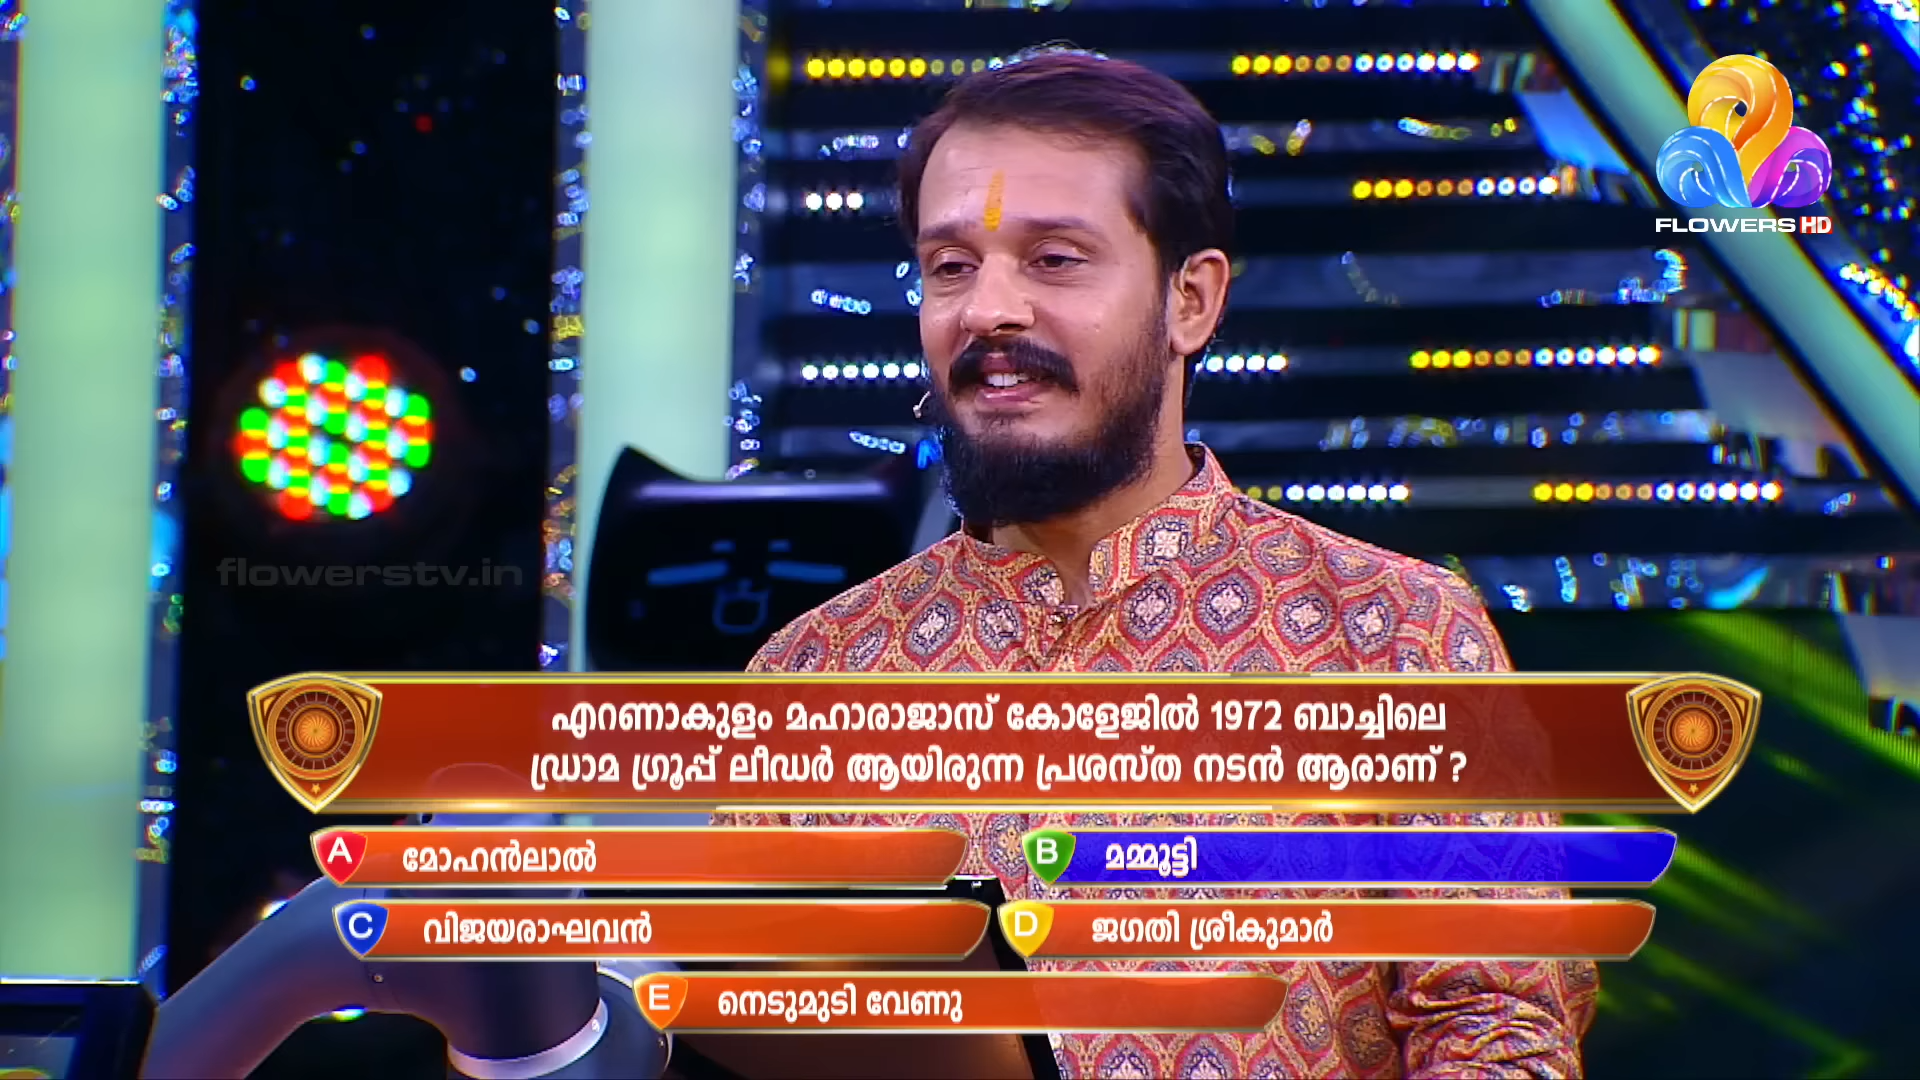 FLOWERS HD
flowerstv.in
എറണാകുളം മഹാരാജാസ് കോളേജിൽ 1972 ബാച്ചിലെ
ഡ്രാമ ഗ്രൂപ്പ് ലീഡർ ആയിരുന്ന പ്രശസ്ത നടൻ ആരാണ് ?
A മോഹൻലാൽ
B മമ്മൂട്ടി
C വിജയരാഘവൻ
D ജഗതി ശ്രീകുമാർ
E നെടുമുടി വേണു